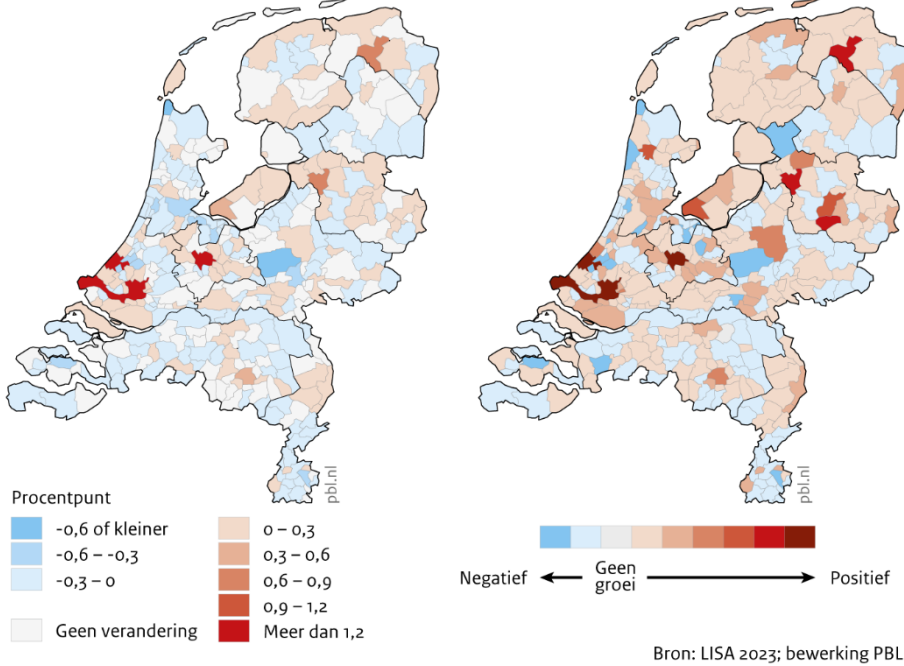 pbl.nl
pbl.nl
Procentpunt
-0,6 of kleiner
-0,6 – -0,3
-0,3 – 0
Geen verandering
0 – 0,3
0,3 – 0,6
0,6 – 0,9
0,9 – 1,2
Meer dan 1,2
Negatief
Geen
groei
Positief
Bron: LISA 2023; bewerking PBL